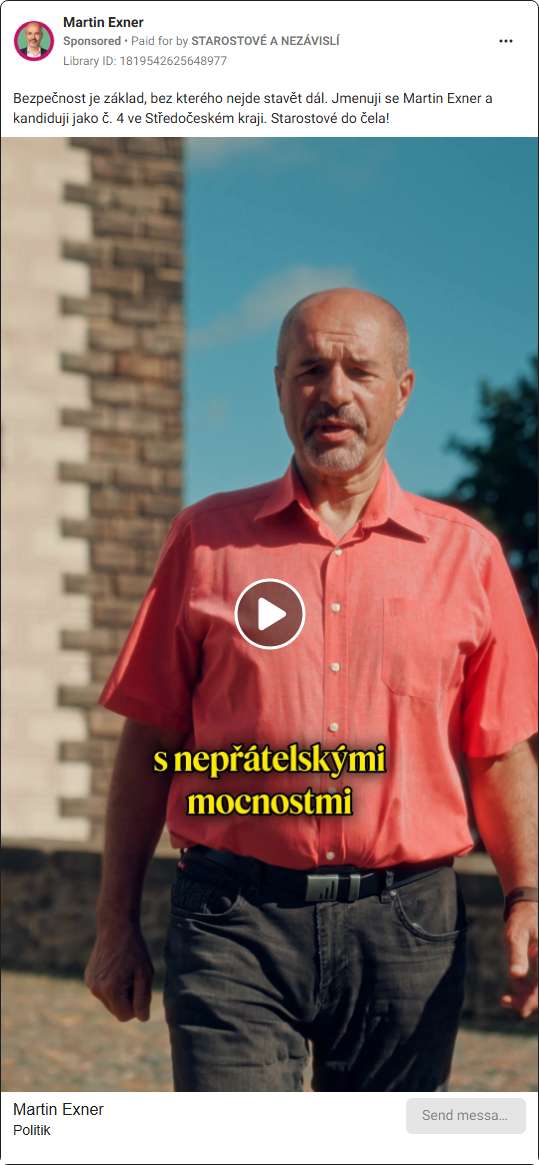 Martin Exner
Sponsored • Paid for by STAROSTOVÉ A NEZÁVISLÍ
Library ID: 1819542625648977
Bezpečnost je základ, bez kterého nejde stavět dál. Jmenuji se Martin Exner a
kandiduji jako č. 4 ve Středočeském kraji. Starostové do čela!
s nepřátelskými
mocnostmi
Martin Exner
Politik
Send messa...